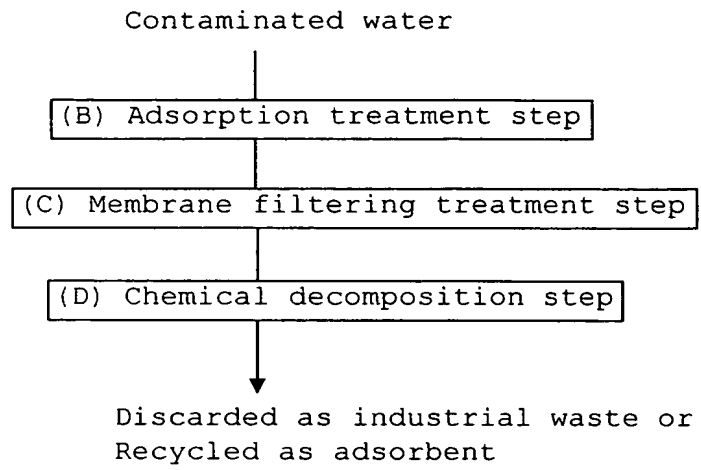 Contaminated water
(B) Adsorption treatment step
(C) Membrane filtering treatment step
(D) Chemical decomposition step
Discarded as industrial waste or
Recycled as adsorbent